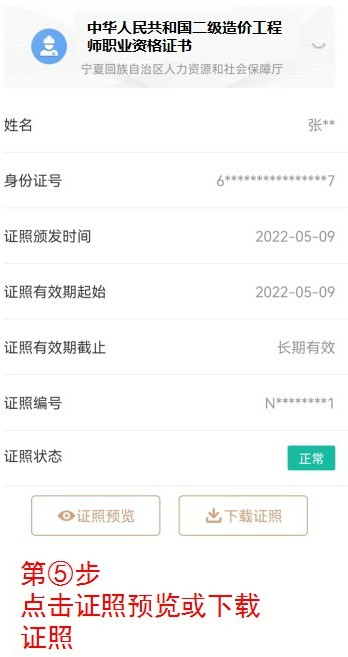 中华人民共和国二级造价工程
师职业资格证书
宁夏回族自治区人力资源和社会保障厅
姓名 张**
身份证号 6****************7
证照颁发时间 2022-05-09
证照有效期起始 2022-05-09
证照有效期截止 长期有效
证照编号 N********1
证照状态 正常
证照预览 下载证照
第⑤步
点击证照预览或下载
证照